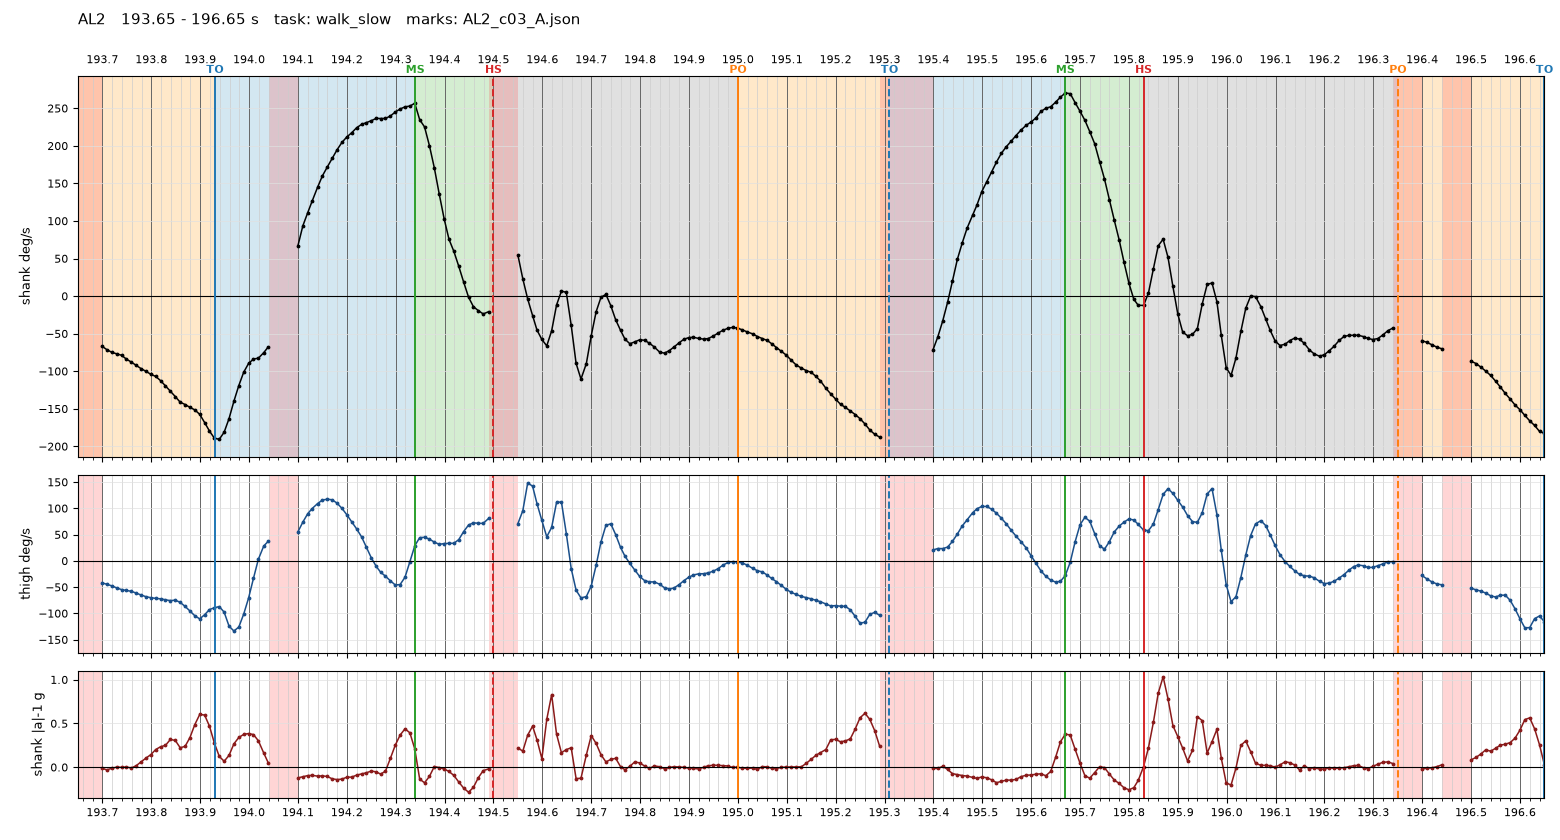 AL2   193.65 - 196.65 s   task: walk_slow   marks: AL2_c03_A.json
193.7 193.8 193.9 194.0 194.1 194.2 194.3 194.4 194.5 194.6 194.7 194.8 194.9 195.0 195.1 195.2 195.3 195.4 195.5 195.6 195.7 195.8 195.9 196.0 196.1 196.2 196.3 196.4 196.5 196.6
TO MS HS PO TO MS HS PO TO
shank deg/s
250
200
150
100
50
0
−50
−100
−150
−200
thigh deg/s
150
100
50
0
−50
−100
−150
shank |a|-1 g
1.0
0.5
0.0
193.7 193.8 193.9 194.0 194.1 194.2 194.3 194.4 194.5 194.6 194.7 194.8 194.9 195.0 195.1 195.2 195.3 195.4 195.5 195.6 195.7 195.8 195.9 196.0 196.1 196.2 196.3 196.4 196.5 196.6